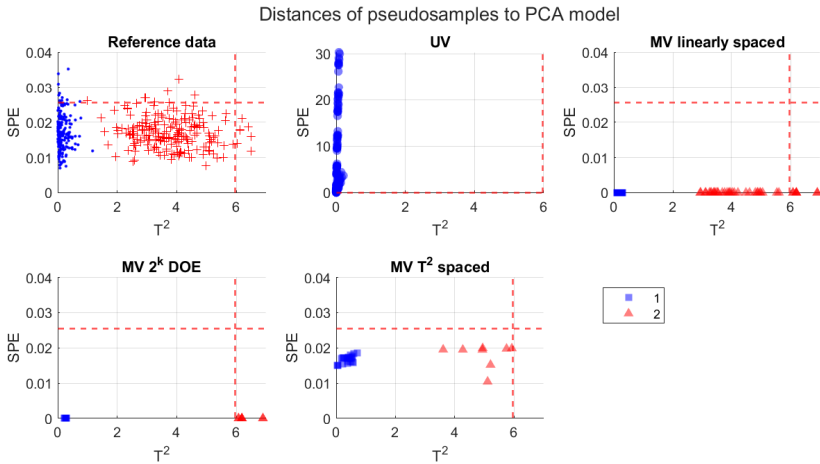 Distances of pseudosamples to PCA model
Reference data
UV
MV linearly spaced
0.04
0.03
0.02
0.01
0
SPE
0 2 4 6
T²
30
20
10
0
SPE
0 2 4 6
T²
0.04
0.03
0.02
0.01
0
SPE
0 2 4 6
T²
MV 2ᵏ DOE
MV T² spaced
0.04
0.03
0.02
0.01
0
SPE
0 2 4 6
T²
0.04
0.03
0.02
0.01
0
SPE
0 2 4 6
T²
1
2